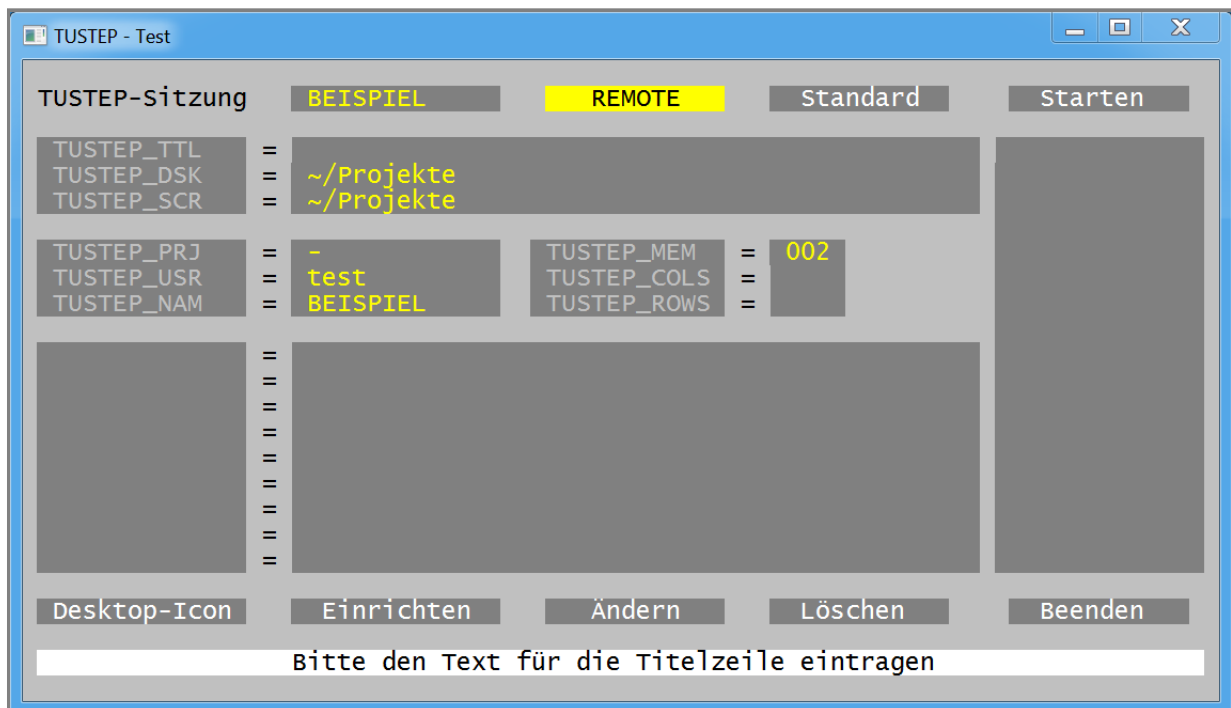 TUSTEP - Test
TUSTEP-Sitzung BEISPIEL REMOTE Standard Starten
TUSTEP_TTL =
TUSTEP_DSK = ~/Projekte
TUSTEP_SCR = ~/Projekte
TUSTEP_PRJ = - TUSTEP_MEM = 002
TUSTEP_USR = test TUSTEP_COLS =
TUSTEP_NAM = BEISPIEL TUSTEP_ROWS =
=
=
=
=
=
=
=
=
=
Desktop-Icon Einrichten Ändern Löschen Beenden
Bitte den Text für die Titelzeile eintragen